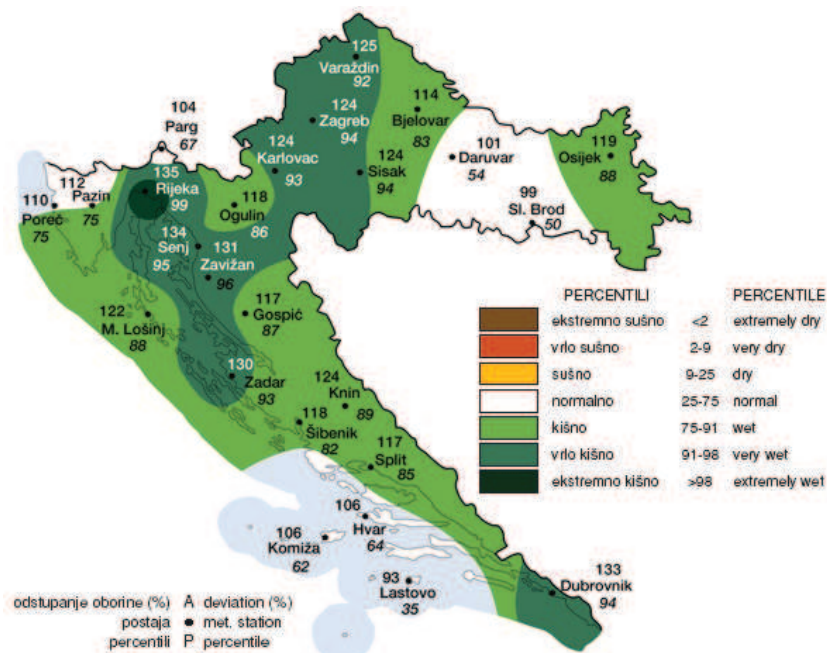 125
Varaždin
92
114
Bjelovar
83
104
Parg
67
124
Zagreb
94
124
Karlovac
93
124
Sisak
94
101
Daruvar
54
119
Osijek
88
99
Sl. Brod
50
112
Pazin
75
110
Poreč
75
135
Rijeka
99
118
Ogulin
86
134
Senj
95
131
Zavižan
96
122
M. Lošinj
88
117
Gospić
87
130
Zadar
93
124
Knin
89
118
Šibenik
82
117
Split
85
106
Hvar
64
106
Komiža
62
93
Lastovo
35
133
Dubrovnik
94
PERCENTILI PERCENTILE
ekstremno sušno <2 extremely dry
vrlo sušno 2-9 very dry
sušno 9-25 dry
normalno 25-75 normal
kišno 75-91 wet
vrlo kišno 91-98 very wet
ekstremno kišno >98 extremely wet
odstupanje oborine (%) A deviation (%)
postaja ● met. station
percentili P percentile